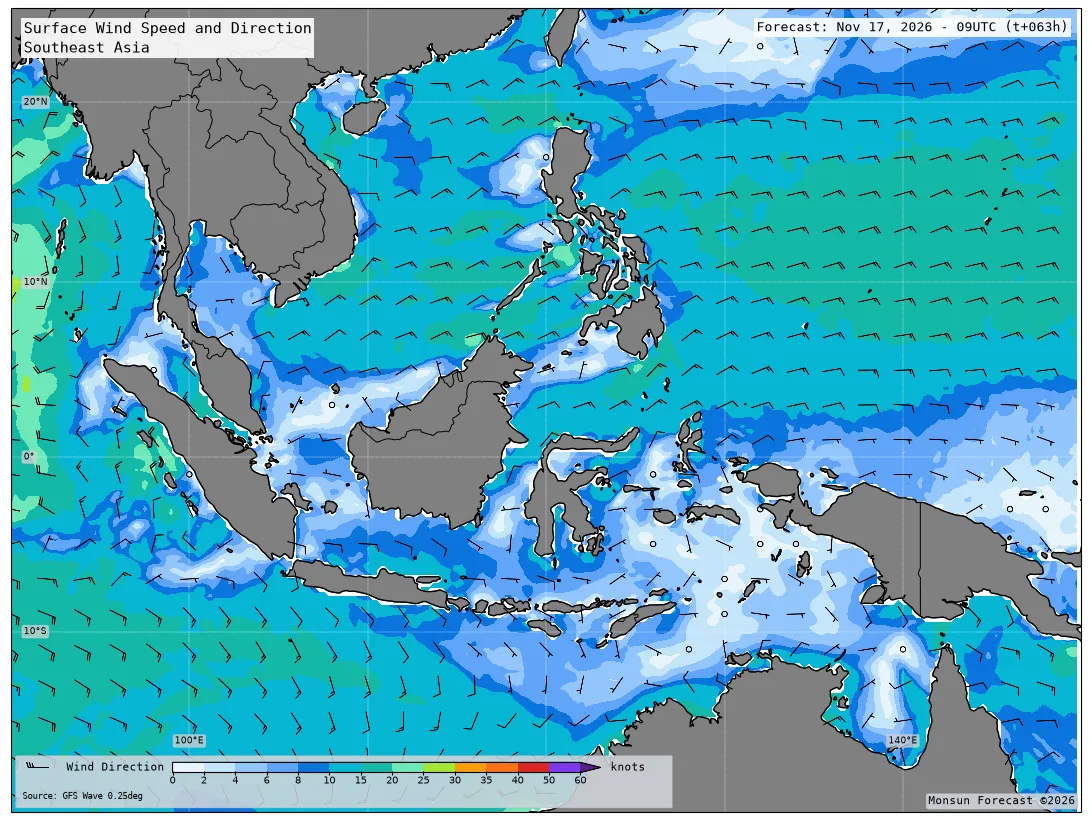 Surface Wind Speed and Direction
Southeast Asia
Forecast: Nov 17, 2026 - 09UTC (t+063h)
20°N
10°N
0°
10°S
100°E
140°E
Wind Direction
0 2 4 6 8 10 15 20 25 30 35 40 50 60
knots
Source: GFS Wave 0.25deg
Monsun Forecast ©2026